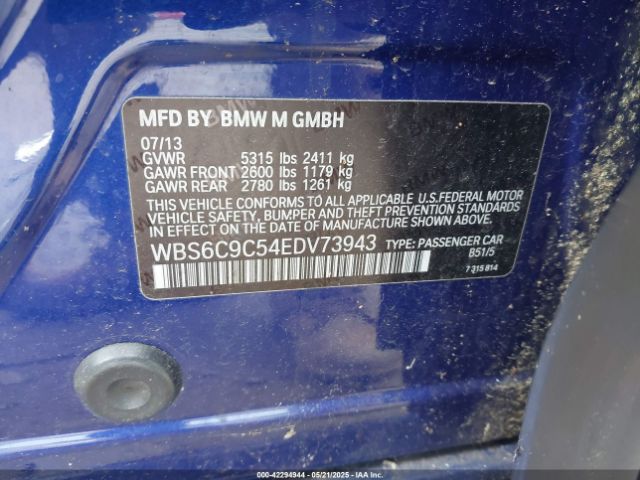 MFD BY BMW M GMBH
07/13
GVWR 5315 lbs 2411 kg
GAWR FRONT 2600 lbs 1179 kg
GAWR REAR 2780 lbs 1261 kg
THIS VEHICLE CONFORMS TO ALL APPLICABLE U.S.FEDERAL MOTOR
VEHICLE SAFETY, BUMPER AND THEFT PREVENTION STANDARDS
IN EFFECT ON THE DATE OF MANUFACTURE SHOWN ABOVE.
WBS6C9C54EDV73943 TYPE: PASSENGER CAR
B51/5
7 315 814
000-42294944 - 05/21/2025 - IAA Inc.